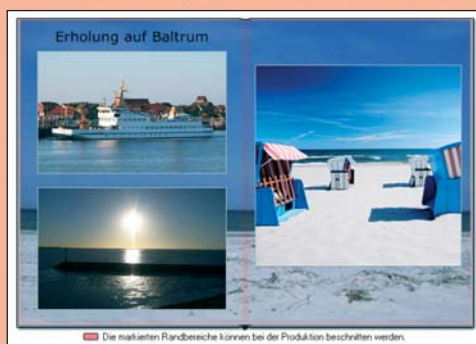 Erholung auf Baltrum
Die markierten Randbereiche können bei der Produktion beschnitten werden.